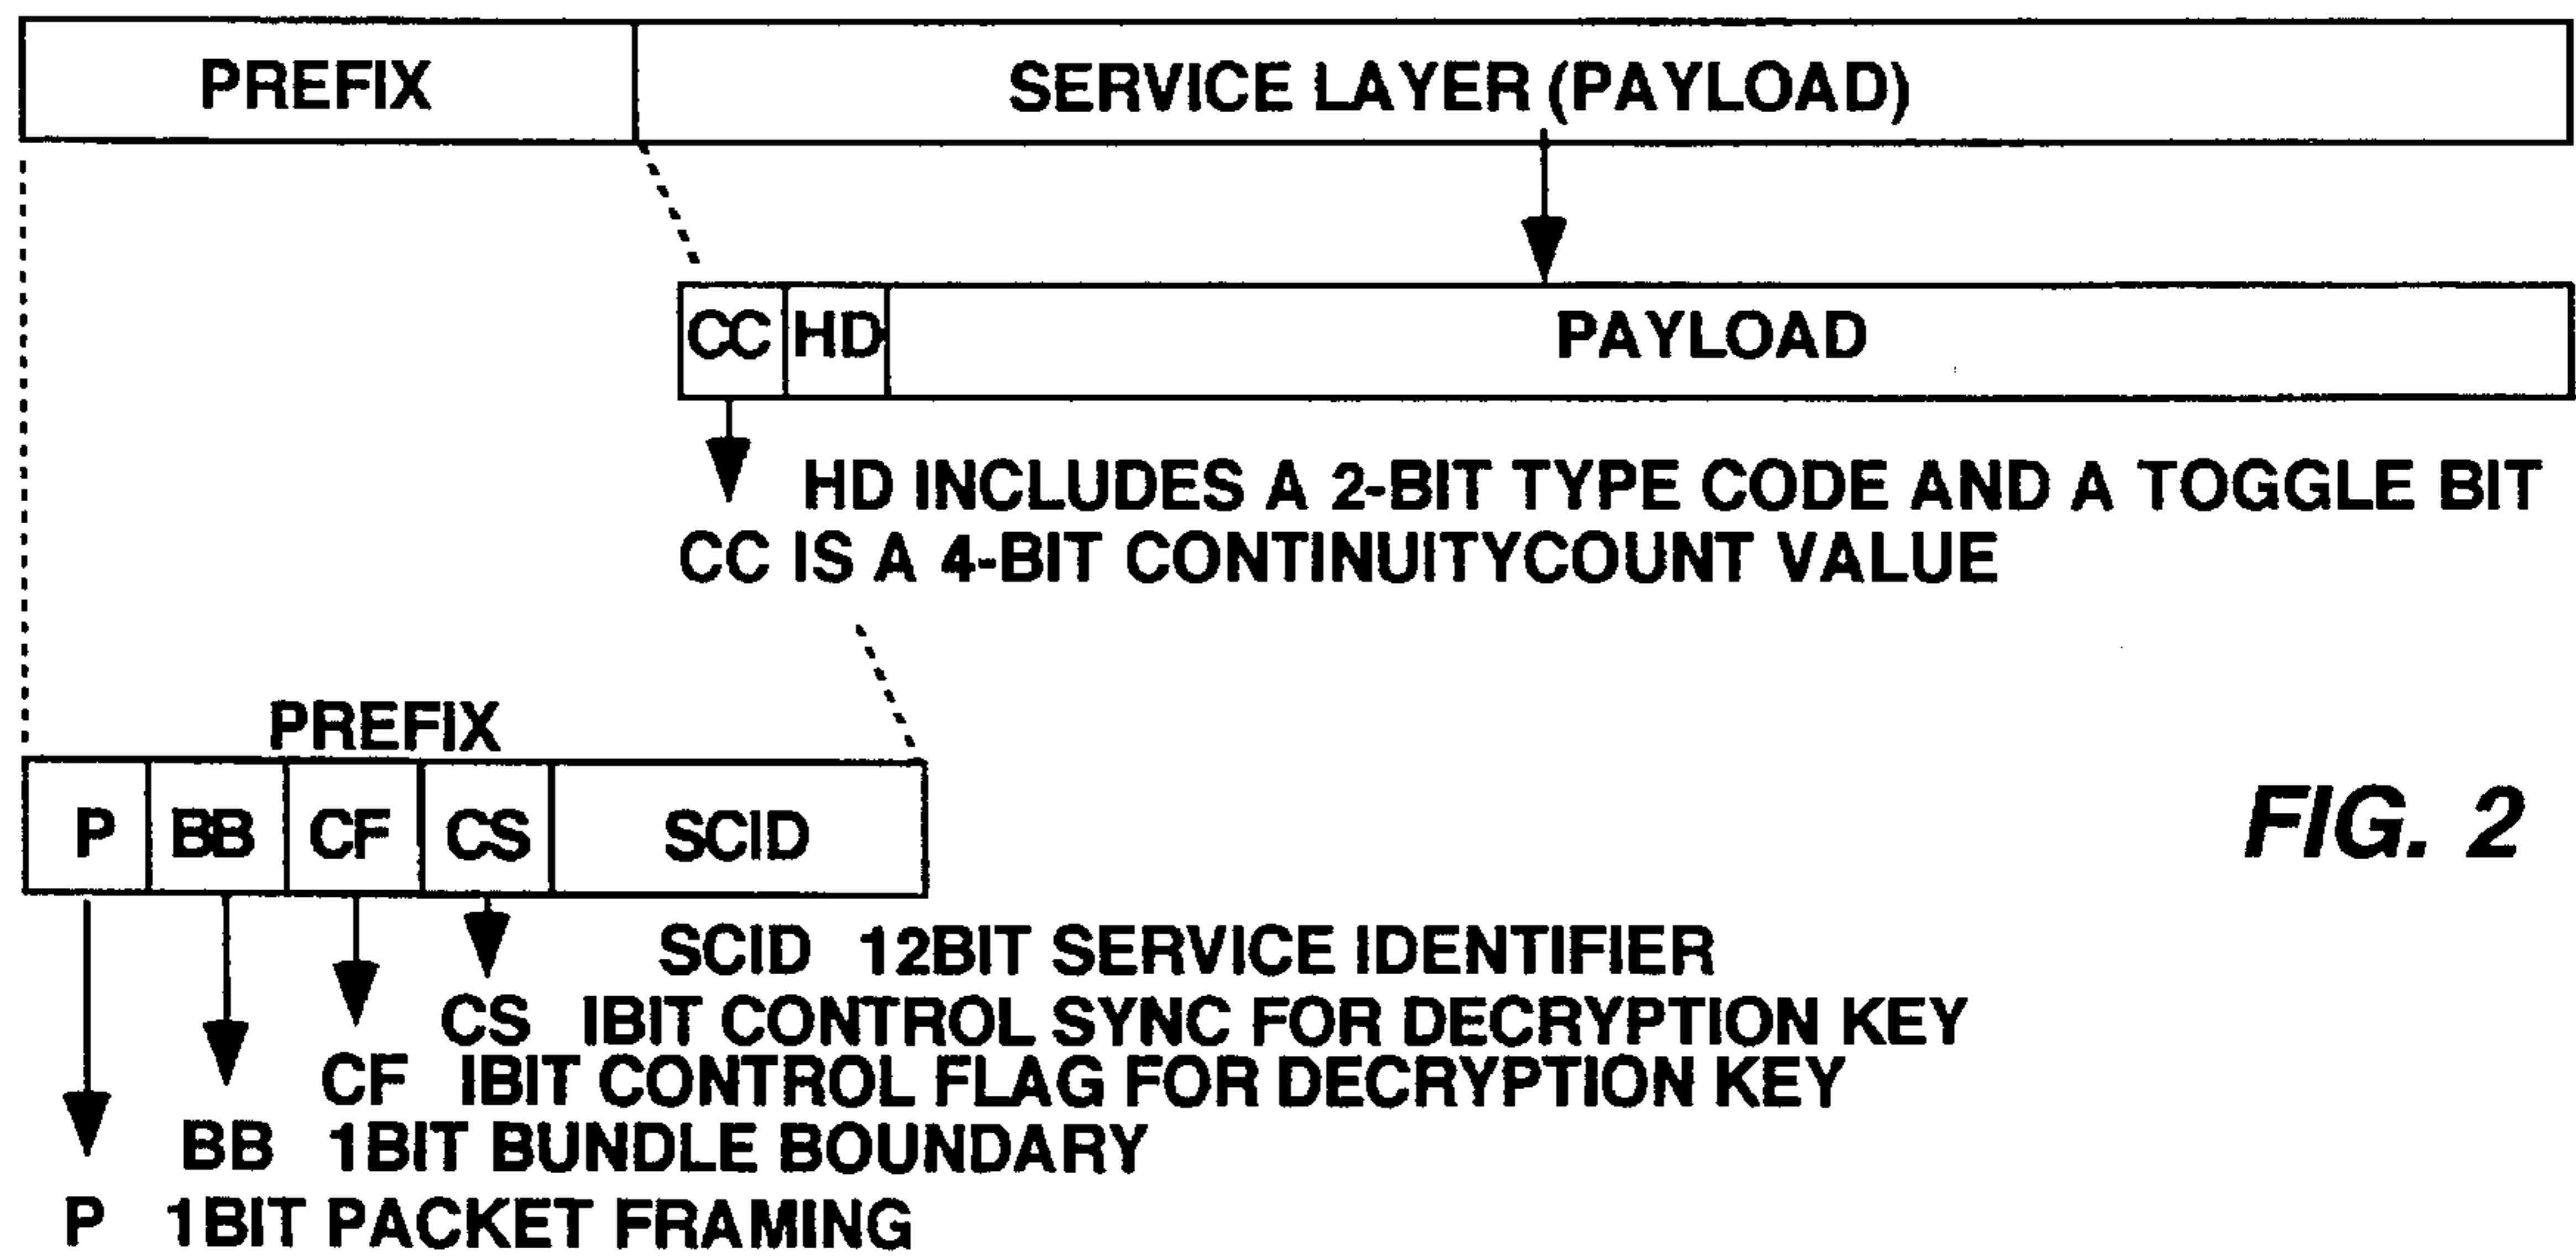 PREFIX SERVICE LAYER (PAYLOAD)
CC HD PAYLOAD
HD INCLUDES A 2-BIT TYPE CODE AND A TOGGLE BIT
CC IS A 4-BIT CONTINUITYCOUNT VALUE
PREFIX
P BB CF CS SCID
FIG. 2
SCID 12BIT SERVICE IDENTIFIER
CS IBIT CONTROL SYNC FOR DECRYPTION KEY
CF IBIT CONTROL FLAG FOR DECRYPTION KEY
BB 1BIT BUNDLE BOUNDARY
P 1BIT PACKET FRAMING